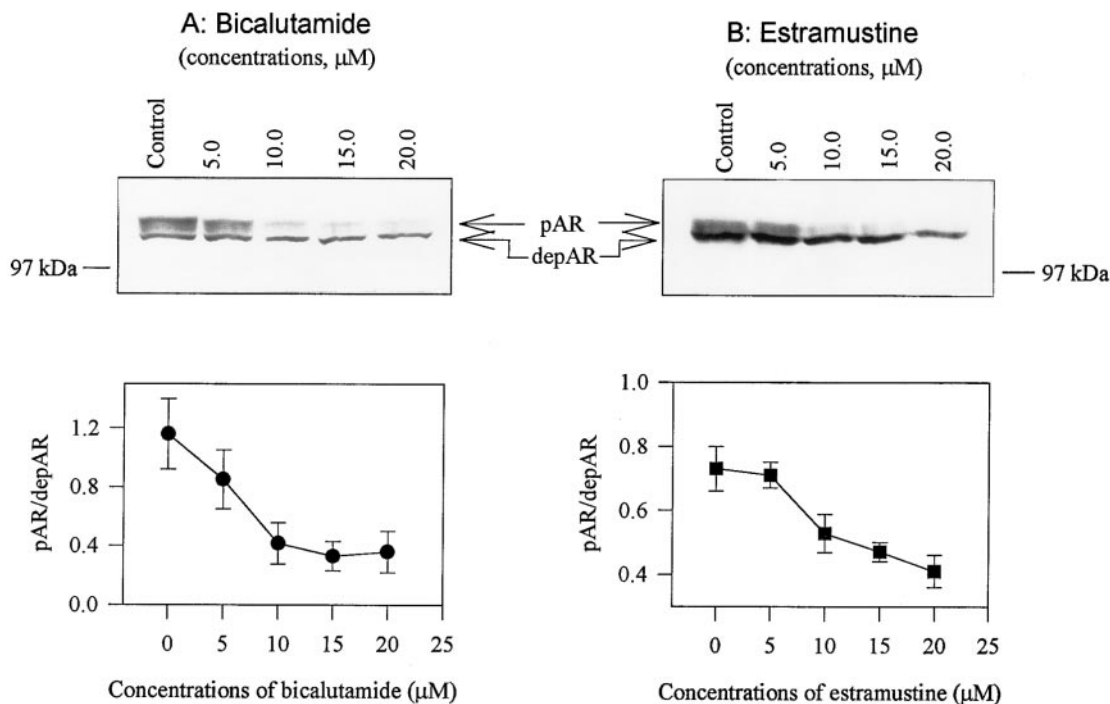 A: Bicalutamide
(concentrations, μM)
Control
5.0
10.0
15.0
20.0
B: Estramustine
(concentrations, μM)
Control
5.0
10.0
15.0
20.0
pAR
depAR
97 kDa
97 kDa
pAR/depAR
1.2
0.8
0.4
0.0
0 5 10 15 20 25
Concentrations of bicalutamide (μM)
pAR/depAR
1.0
0.8
0.6
0.4
0 5 10 15 20 25
Concentrations of estramustine (μM)